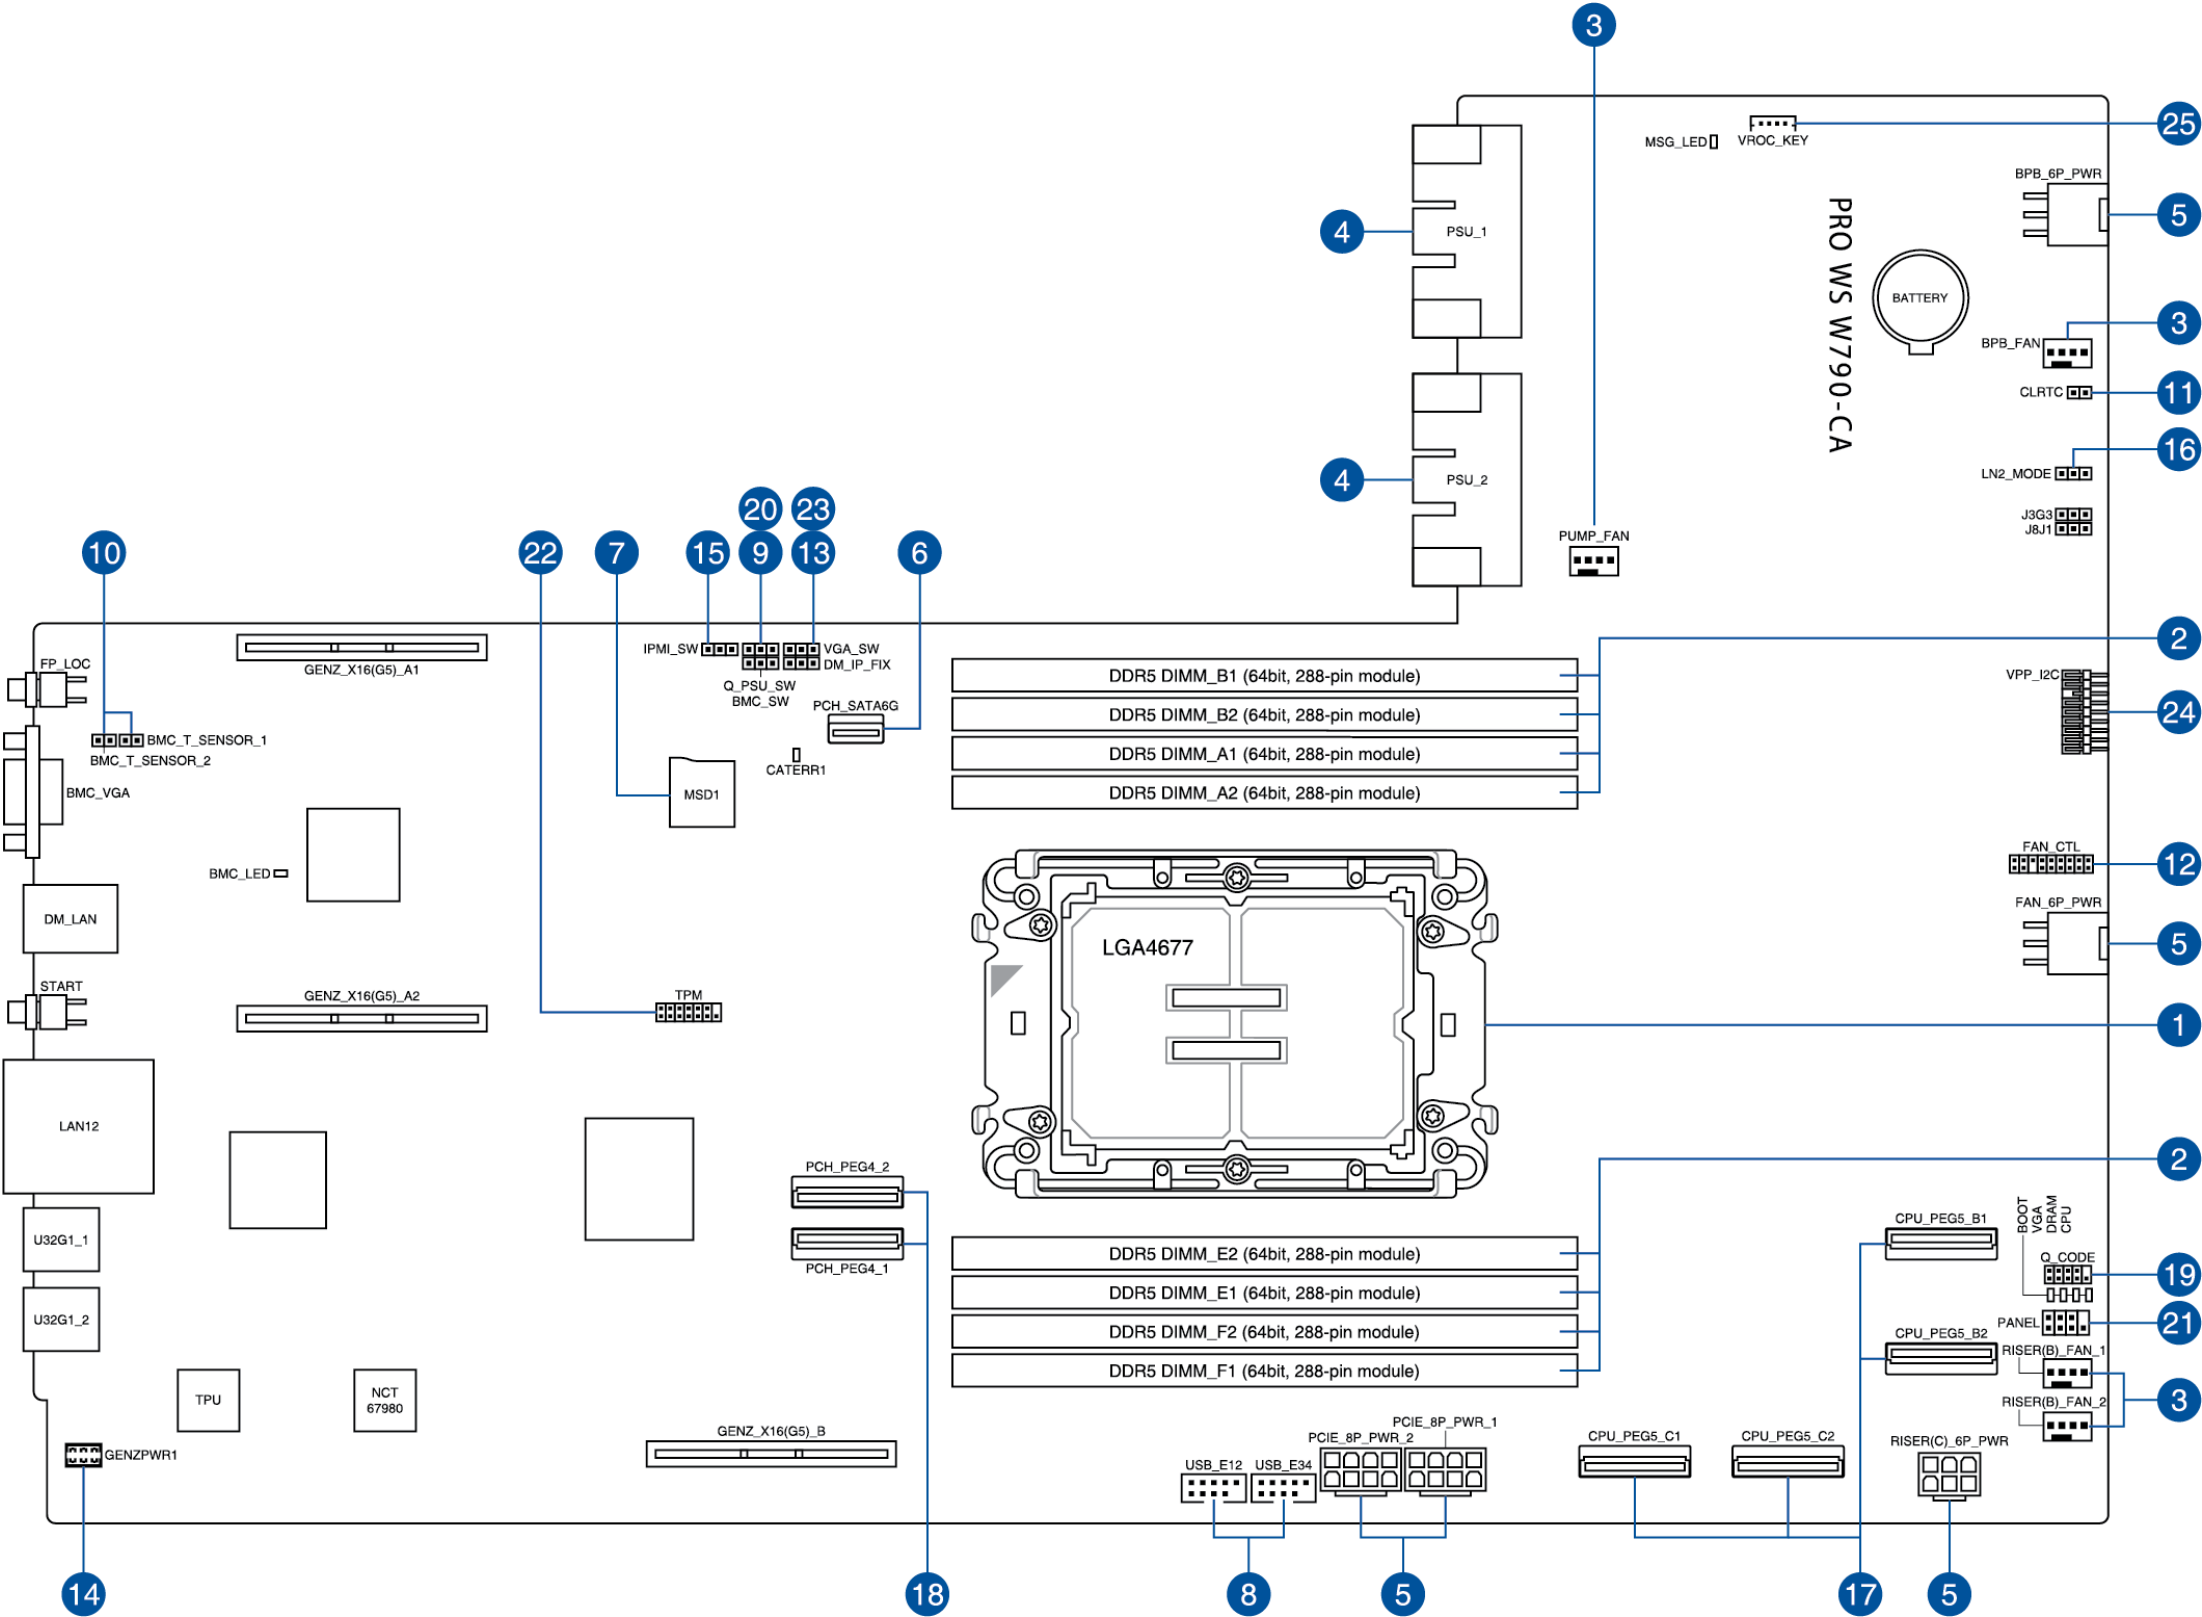 3
25
MSG_LED
VROC_KEY
BPB_6P_PWR
5
4
PSU_1
PRO WS W790-CA
BATTERY
3
BPB_FAN
CLRTC
11
16
LN2_MODE
4
PSU_2
J3G3
J8J1
PUMP_FAN
20
23
10
22
7
15
9
13
6
2
FP_LOC
GENZ_X16(G5)_A1
IPMI_SW
VGA_SW
DM_IP_FIX
Q_PSU_SW
BMC_SW
PCH_SATA6G
DDR5 DIMM_B1 (64bit, 288-pin module)
DDR5 DIMM_B2 (64bit, 288-pin module)
DDR5 DIMM_A1 (64bit, 288-pin module)
DDR5 DIMM_A2 (64bit, 288-pin module)
VPP_I2C
24
BMC_T_SENSOR_1
BMC_T_SENSOR_2
CATERR1
BMC_VGA
MSD1
FAN_CTL
12
BMC_LED
FAN_6P_PWR
DM_LAN
LGA4677
5
START
GENZ_X16(G5)_A2
TPM
1
LAN12
2
PCH_PEG4_2
PCH_PEG4_1
U32G1_1
U32G1_2
DDR5 DIMM_E2 (64bit, 288-pin module)
DDR5 DIMM_E1 (64bit, 288-pin module)
DDR5 DIMM_F2 (64bit, 288-pin module)
DDR5 DIMM_F1 (64bit, 288-pin module)
CPU_PEG5_B1
BOOT
VGA
DRAM
CPU
Q_CODE
19
PANEL
21
CPU_PEG5_B2
RISER(B)_FAN_1
RISER(B)_FAN_2
3
TPU
NCT
67980
GENZPWR1
GENZ_X16(G5)_B
PCIE_8P_PWR_1
PCIE_8P_PWR_2
USB_E12
USB_E34
CPU_PEG5_C1
CPU_PEG5_C2
RISER(C)_6P_PWR
14
18
8
5
17
5